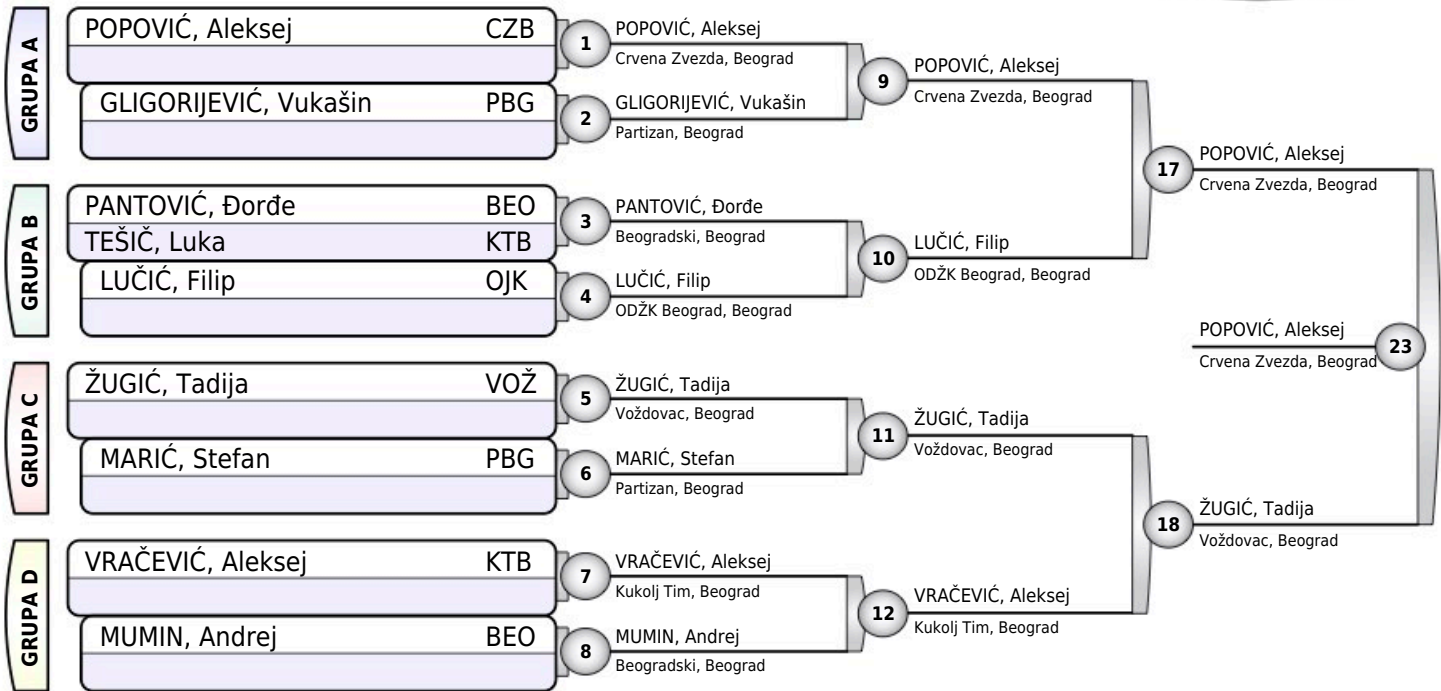 GRUPA A
POPOVIĆ, Aleksej CZB
GLIGORIJEVIĆ, Vukašin PBG
1
POPOVIĆ, Aleksej
Crvena Zvezda, Beograd
2
GLIGORIJEVIĆ, Vukašin
Partizan, Beograd
9
POPOVIĆ, Aleksej
Crvena Zvezda, Beograd
GRUPA B
PANTOVIĆ, Đorđe BEO
TEŠIČ, Luka KTB
LUČIĆ, Filip OJK
3
PANTOVIĆ, Đorđe
Beogradski, Beograd
4
LUČIĆ, Filip
ODŽK Beograd, Beograd
10
LUČIĆ, Filip
ODŽK Beograd, Beograd
17
POPOVIĆ, Aleksej
Crvena Zvezda, Beograd
GRUPA C
ŽUGIĆ, Tadija VOŽ
MARIĆ, Stefan PBG
5
ŽUGIĆ, Tadija
Voždovac, Beograd
6
MARIĆ, Stefan
Partizan, Beograd
11
ŽUGIĆ, Tadija
Voždovac, Beograd
GRUPA D
VRAČEVIĆ, Aleksej KTB
MUMIN, Andrej BEO
7
VRAČEVIĆ, Aleksej
Kukolj Tim, Beograd
8
MUMIN, Andrej
Beogradski, Beograd
12
VRAČEVIĆ, Aleksej
Kukolj Tim, Beograd
18
ŽUGIĆ, Tadija
Voždovac, Beograd
POPOVIĆ, Aleksej
Crvena Zvezda, Beograd
23